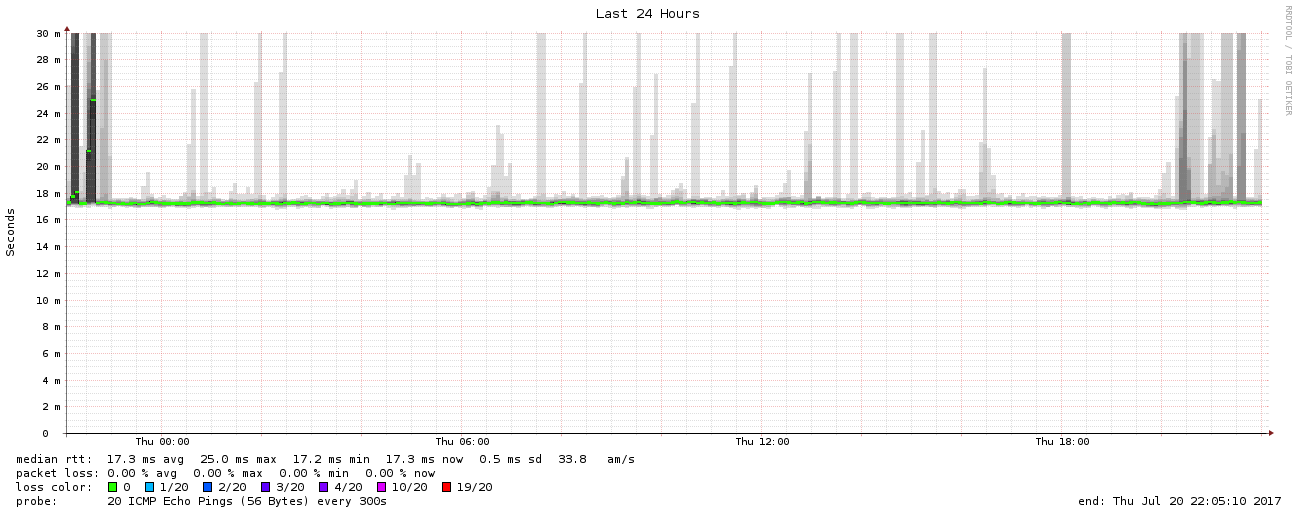 Last 24 Hours
RRDTOOL / TOBI OETIKER
30 m
28 m
26 m
24 m
22 m
20 m
18 m
16 m
14 m
12 m
10 m
8 m
6 m
4 m
2 m
0
Seconds
Thu 00:00 Thu 06:00 Thu 12:00 Thu 18:00
median rtt: 17.3 ms avg 25.0 ms max 17.2 ms min 17.3 ms now 0.5 ms sd 33.8 am/s
packet loss: 0.00 % avg 0.00 % max 0.00 % min 0.00 % now
loss color: 0 1/20 2/20 3/20 4/20 10/20 19/20
probe: 20 ICMP Echo Pings (56 Bytes) every 300s end: Thu Jul 20 22:05:10 2017